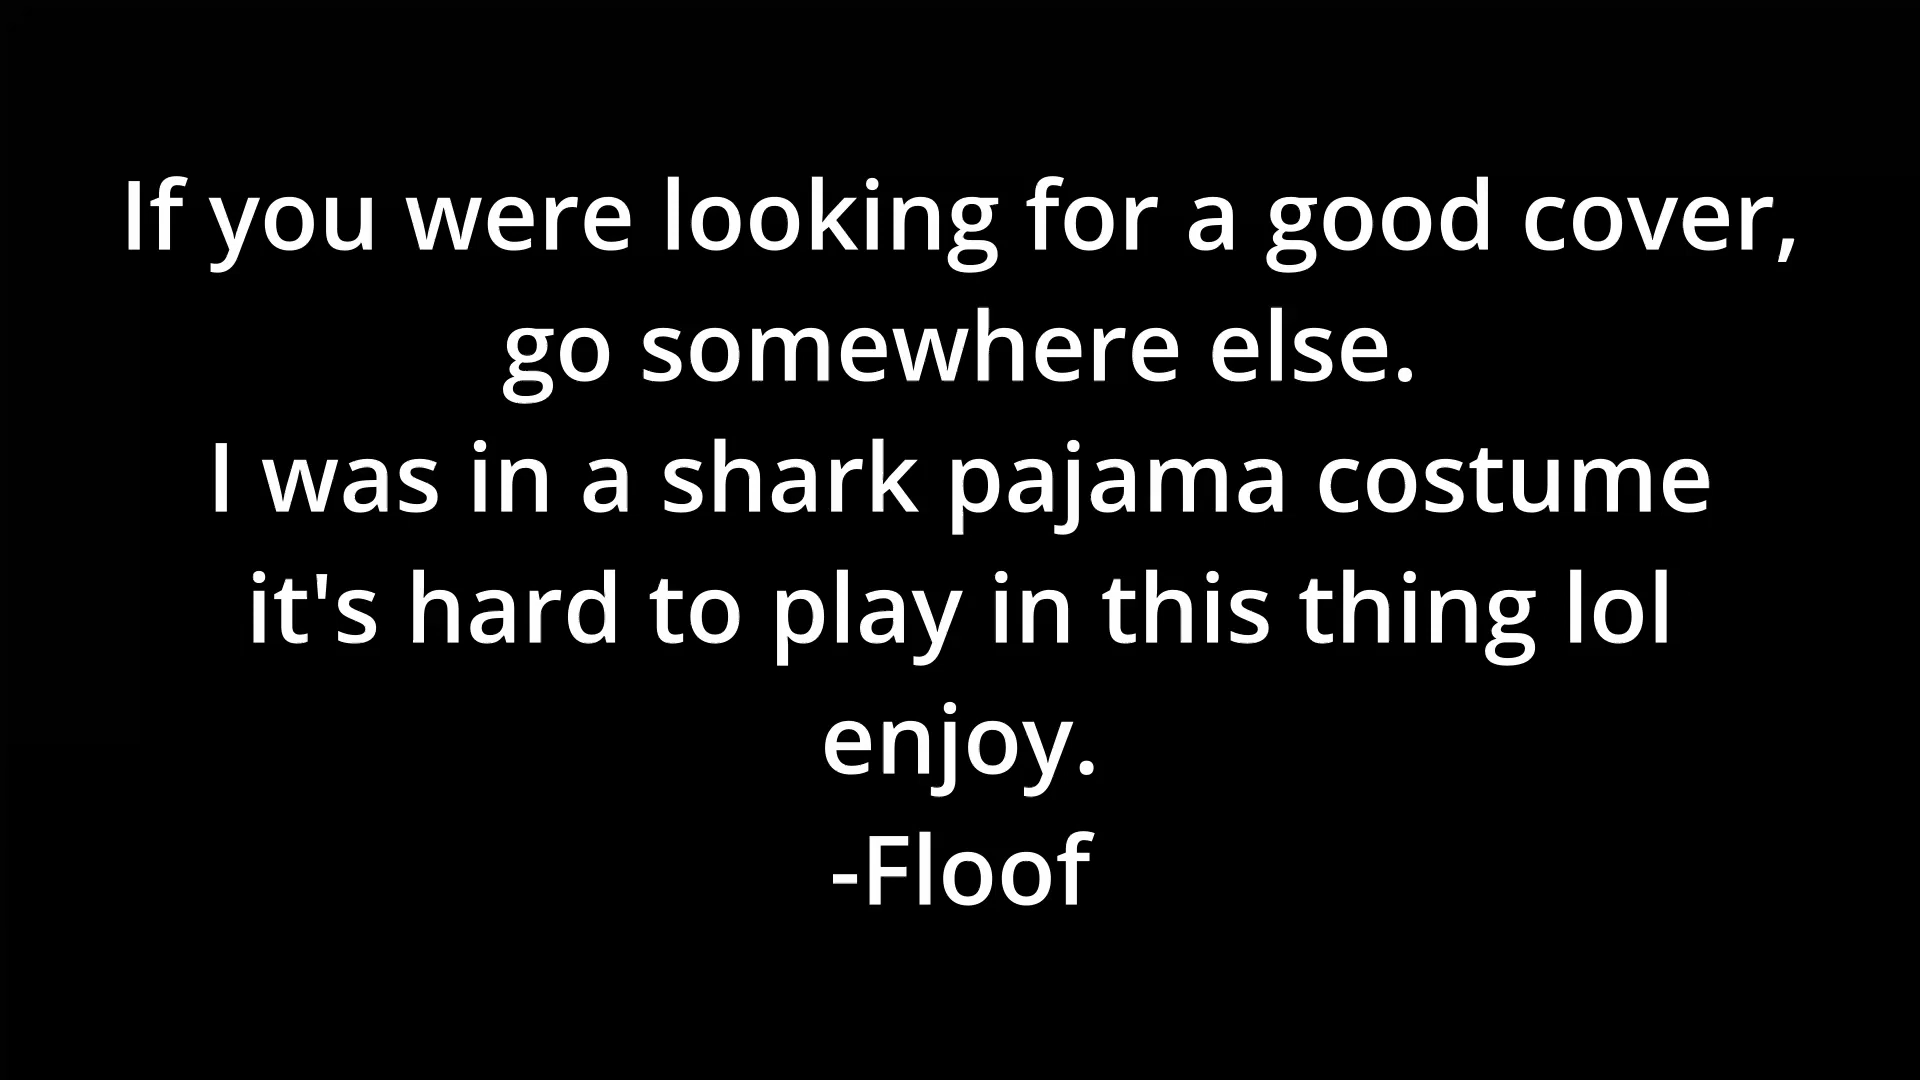 If you were looking for a good cover,
go somewhere else.
I was in a shark pajama costume
it's hard to play in this thing lol
enjoy.
-Floof